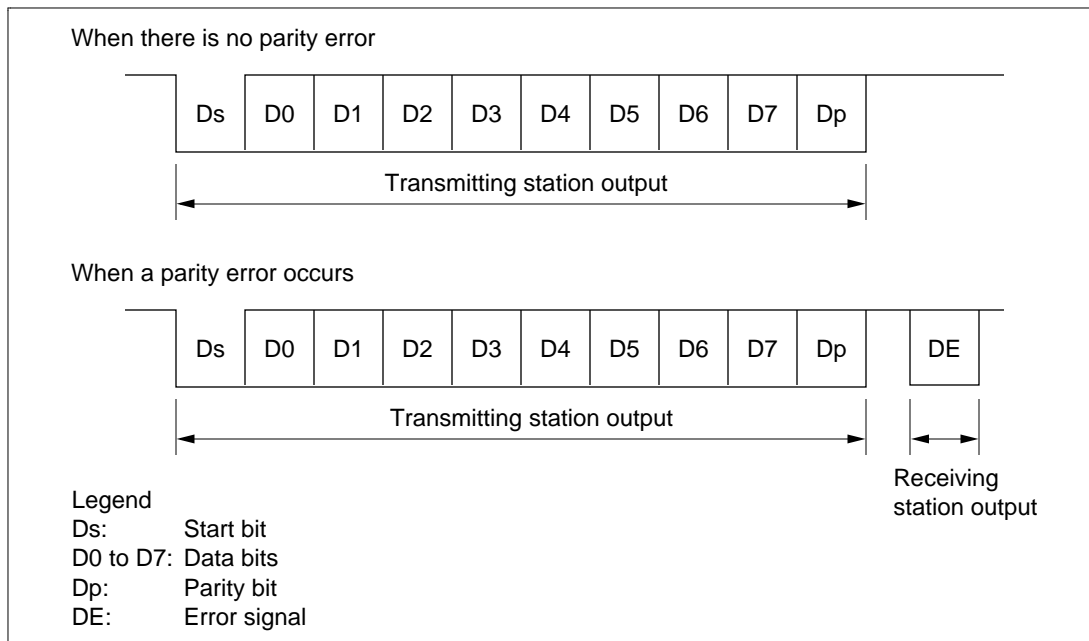 When there is no parity error
Ds D0 D1 D2 D3 D4 D5 D6 D7 Dp
Transmitting station output
When a parity error occurs
Ds D0 D1 D2 D3 D4 D5 D6 D7 Dp DE
Transmitting station output
Receiving
station output
Legend
Ds: Start bit
D0 to D7: Data bits
Dp: Parity bit
DE: Error signal